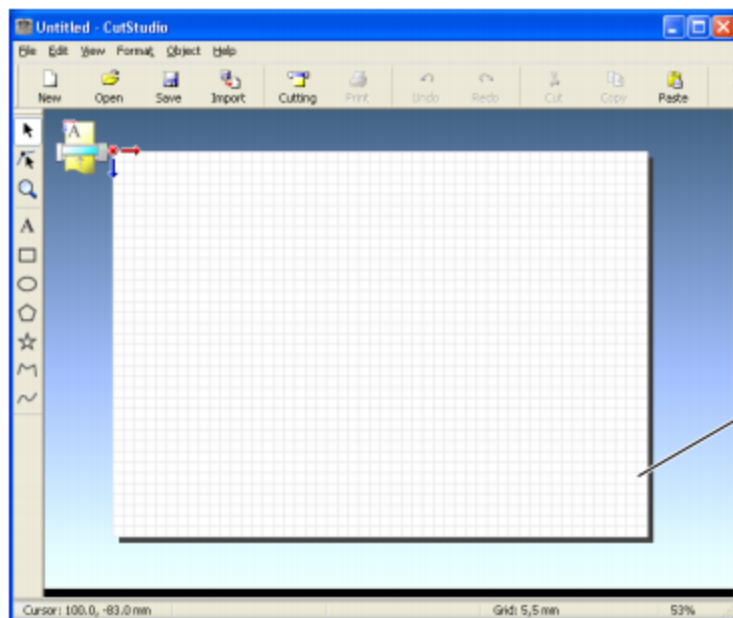 Untitled - CutStudio
File Edit View Format Object Help
New Open Save Import Cutting Print Undo Redo Cut Copy Paste
A
A
Cursor: 100.0, -83.0 mm Grid: 5,5 mm 53%